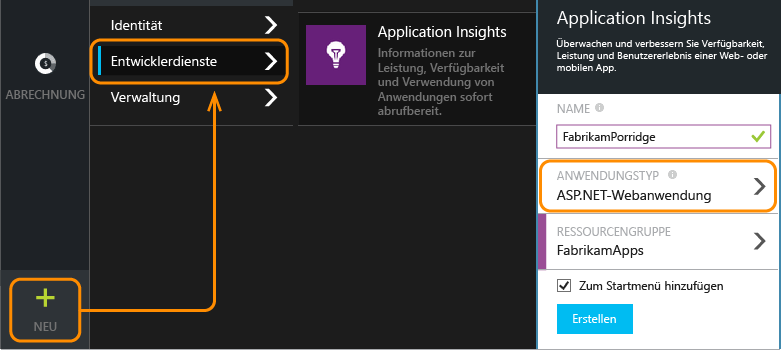 ABRECHNUNG
NEU
Identität
Entwicklerdienste
Verwaltung
Application Insights
Informationen zur
Leistung, Verfügbarkeit
und Verwendung von
Anwendungen sofort
abrufbereit.
Application Insights
Überwachen und verbessern Sie Verfügbarkeit,
Leistung und Benutzererlebnis einer Web- oder
mobilen App.
NAME
FabrikamPorridge
ANWENDUNGSTYP
ASP.NET-Webanwendung
RESSOURCENGRUPPE
FabrikamApps
Zum Startmenü hinzufügen
Erstellen